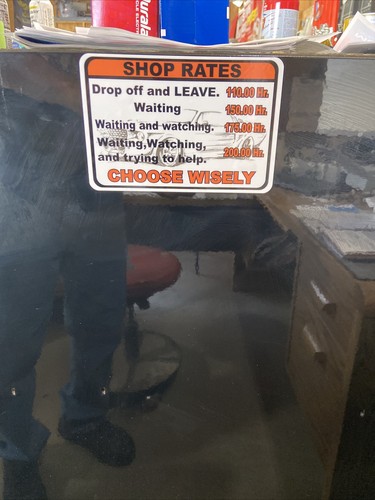 SHOP RATES
Drop off and LEAVE. 110.00 Hr.
Waiting 150.00 Hr.
Waiting and watching. 175.00 Hr.
Waiting,Watching,
and trying to help. 200.00 Hr.
CHOOSE WISELY